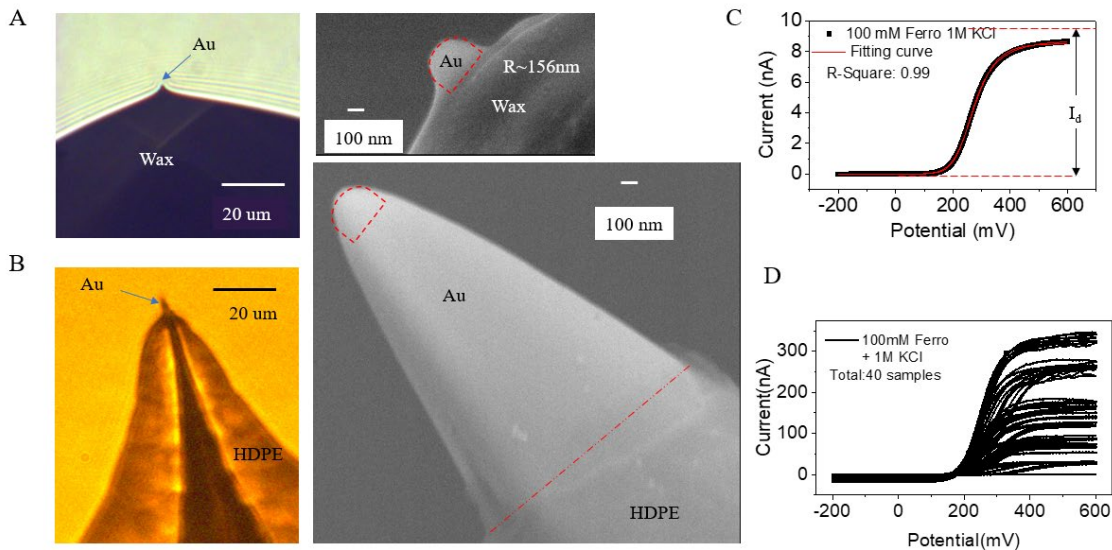 A
Au
Wax
20 um
Au
R~156nm
Wax
100 nm
B
Au
20 um
HDPE
100 nm
Au
HDPE
C
10
8
6
4
2
0
Current (nA)
100 mM Ferro 1M KCl
Fitting curve
R-Square: 0.99
I_d
-200 0 200 400 600
Potential (mV)
D
300
200
100
0
Current(nA)
100mM Ferro
+ 1M KCl
Total:40 samples
-200 0 200 400 600
Potential(mV)